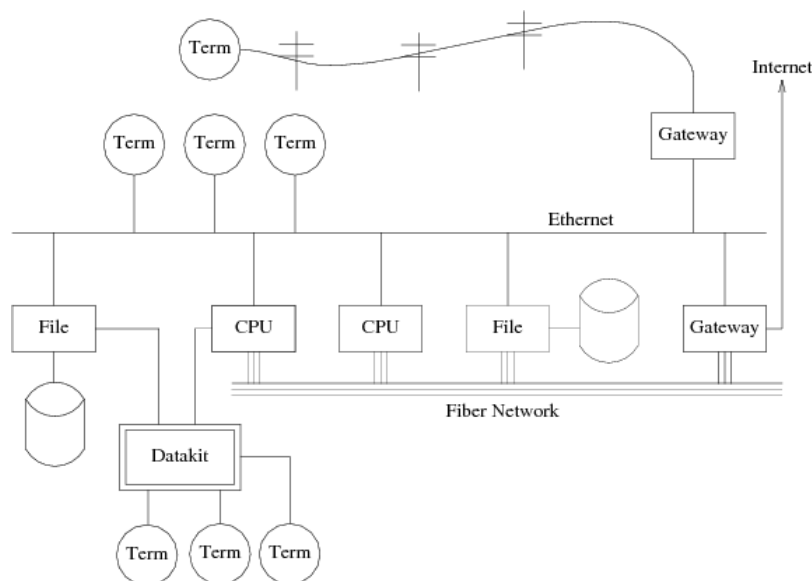 Term
Internet
Term Term Term
Gateway
Ethernet
File CPU CPU File Gateway
Fiber Network
Datakit
Term Term Term